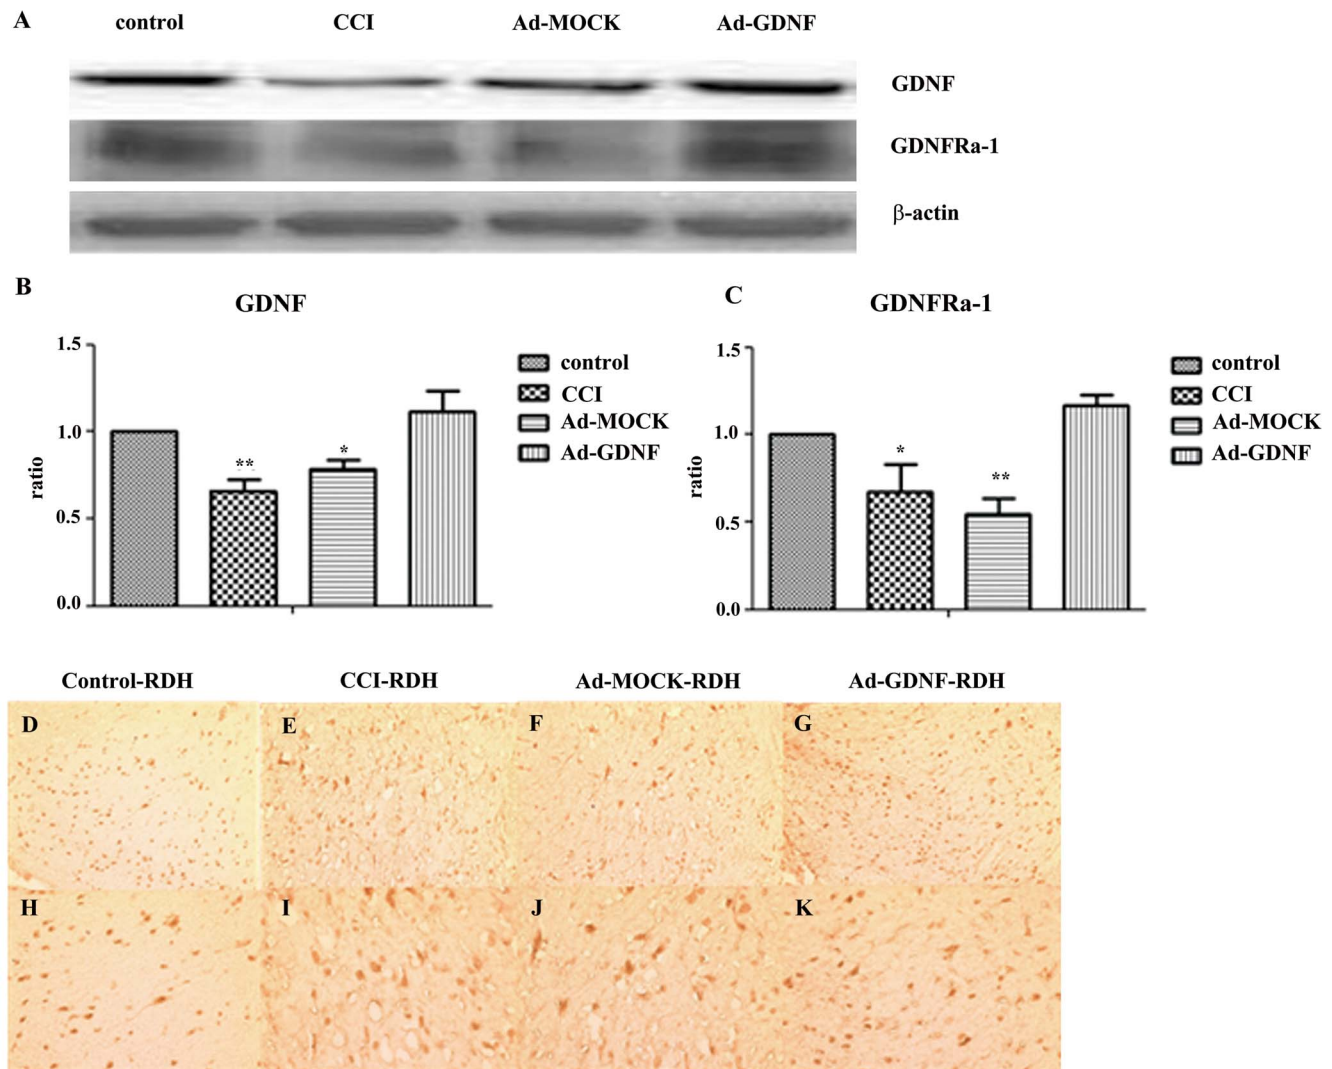 A
control CCI Ad-MOCK Ad-GDNF
GDNF
GDNFRa-1
β-actin
B
GDNF
1.5
1.0
0.5
0.0
ratio
**
*
control
CCI
Ad-MOCK
Ad-GDNF
C
GDNFRa-1
1.5
1.0
0.5
0.0
ratio
*
**
control
CCI
Ad-MOCK
Ad-GDNF
Control-RDH CCI-RDH Ad-MOCK-RDH Ad-GDNF-RDH
D E F G
H I J K